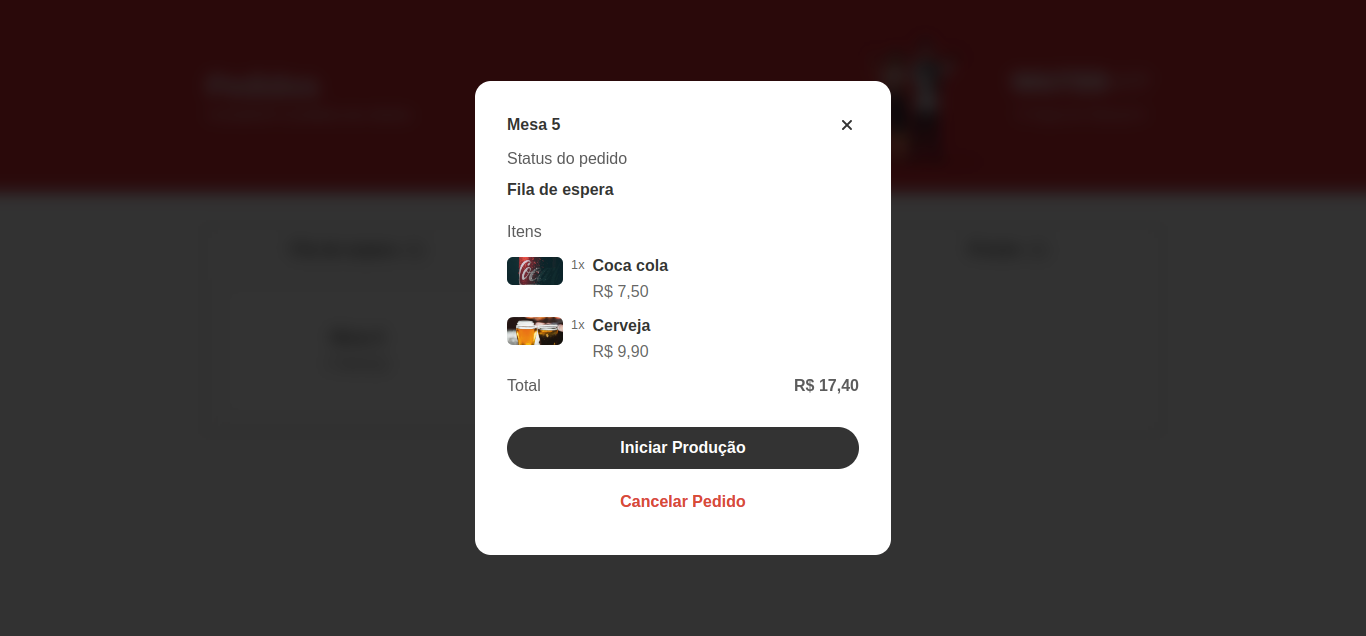 Mesa 5
Status do pedido
Fila de espera
Itens
1x Coca cola
R$ 7,50
1x Cerveja
R$ 9,90
Total R$ 17,40
Iniciar Produção
Cancelar Pedido